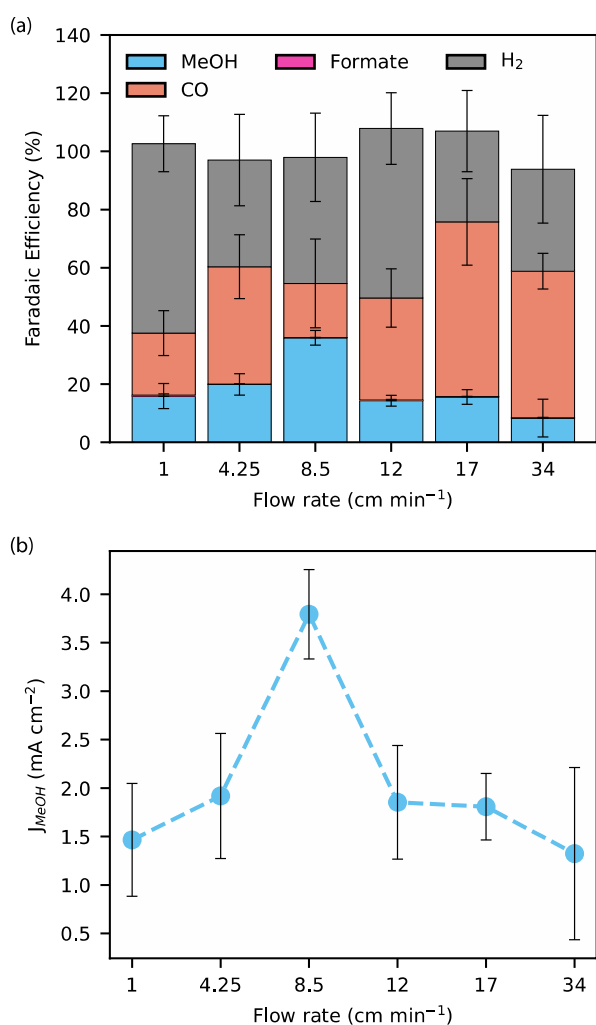 (a)
140
120
100
80
60
40
20
0
Faradaic Efficiency (%)
MeOH Formate H₂
CO
1 4.25 8.5 12 17 34
Flow rate (cm min⁻¹)
(b)
4.0
3.5
3.0
2.5
2.0
1.5
1.0
0.5
J_MeOH (mA cm⁻²)
1 4.25 8.5 12 17 34
Flow rate (cm min⁻¹)